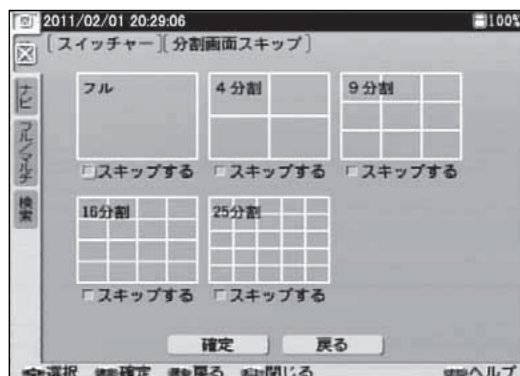 2011/02/01 20:29:06 100%
[スイッチャー][分割画面スキップ]
ナビ
フル/マルチ
検索
フル 4分割 9分割
スキップする スキップする スキップする
16分割 25分割
スキップする スキップする
確定 戻る
選択 確定 戻る 閉じる ヘルプ